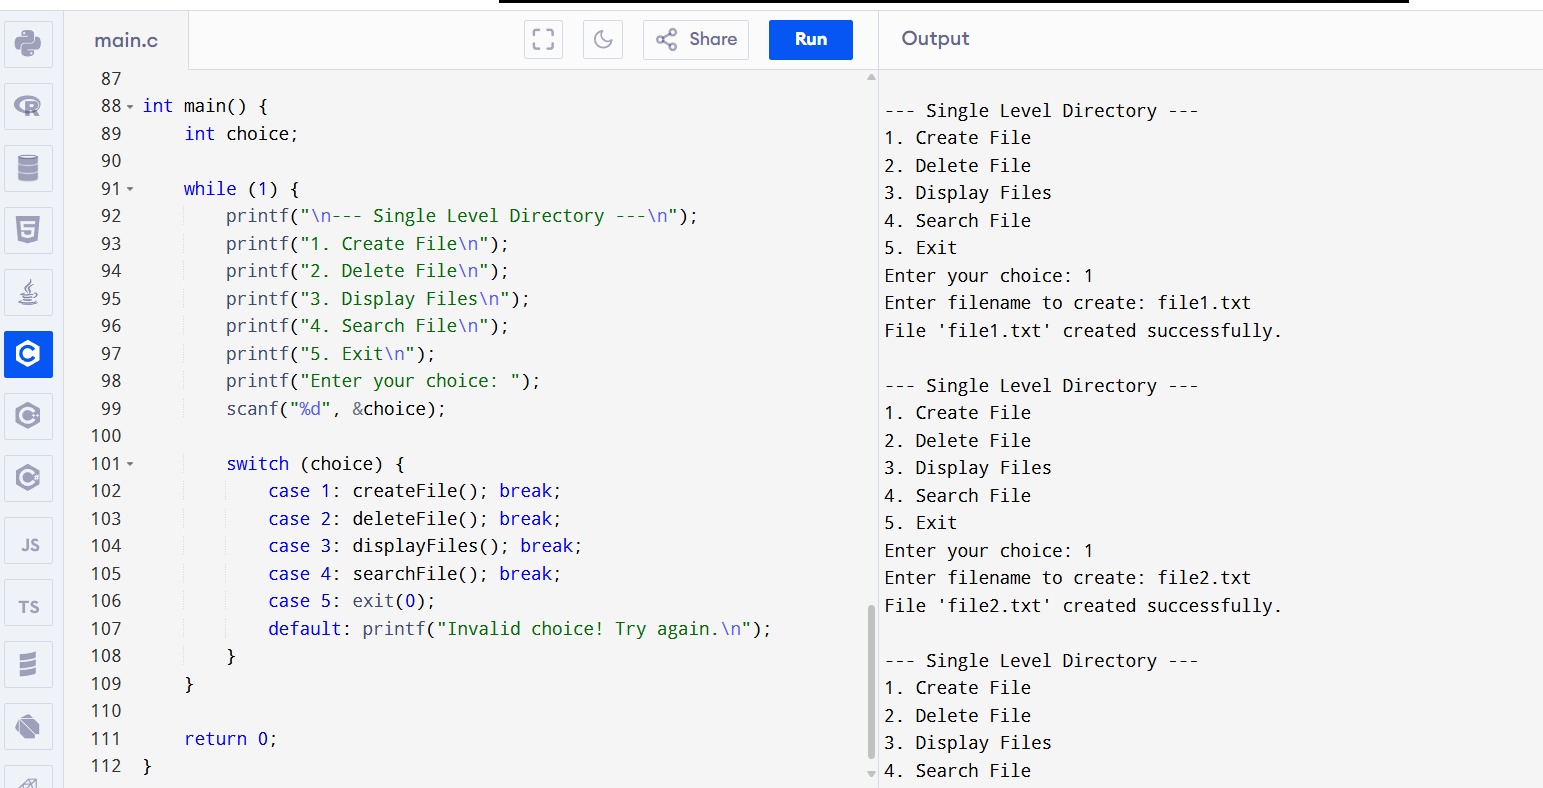 main.c
Share
Run
Output
87
88 int main() {
89 int choice;
90
91 while (1) {
92 printf("\n--- Single Level Directory ---\n");
93 printf("1. Create File\n");
94 printf("2. Delete File\n");
95 printf("3. Display Files\n");
96 printf("4. Search File\n");
97 printf("5. Exit\n");
98 printf("Enter your choice: ");
99 scanf("%d", &choice);
100
101 switch (choice) {
102 case 1: createFile(); break;
103 case 2: deleteFile(); break;
104 case 3: displayFiles(); break;
105 case 4: searchFile(); break;
106 case 5: exit(0);
107 default: printf("Invalid choice! Try again.\n");
108 }
109 }
110
111 return 0;
112 }
--- Single Level Directory ---
1. Create File
2. Delete File
3. Display Files
4. Search File
5. Exit
Enter your choice: 1
Enter filename to create: file1.txt
File 'file1.txt' created successfully.
--- Single Level Directory ---
1. Create File
2. Delete File
3. Display Files
4. Search File
5. Exit
Enter your choice: 1
Enter filename to create: file2.txt
File 'file2.txt' created successfully.
--- Single Level Directory ---
1. Create File
2. Delete File
3. Display Files
4. Search File
R
5
C
C+
C#
JS
TS